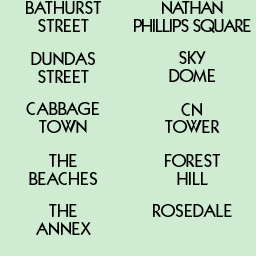 BATHURST
STREET
DUNDAS
STREET
CABBAGE
TOWN
THE
BEACHES
THE
ANNEX
NATHAN
PHILLIPS SQUARE
SKY
DOME
CN
TOWER
FOREST
HILL
ROSEDALE